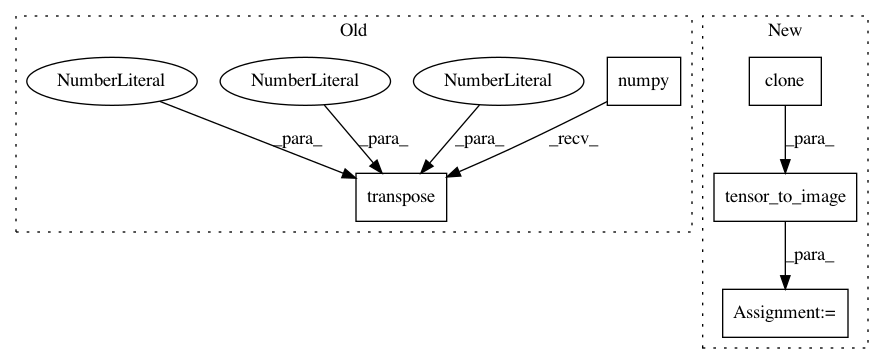 Old
New
NumberLiteral
NumberLiteral
NumberLiteral
numpy
clone
_para_
_para_
_para_
_recv_
_para_
transpose
tensor_to_image
_para_
Assignment:=